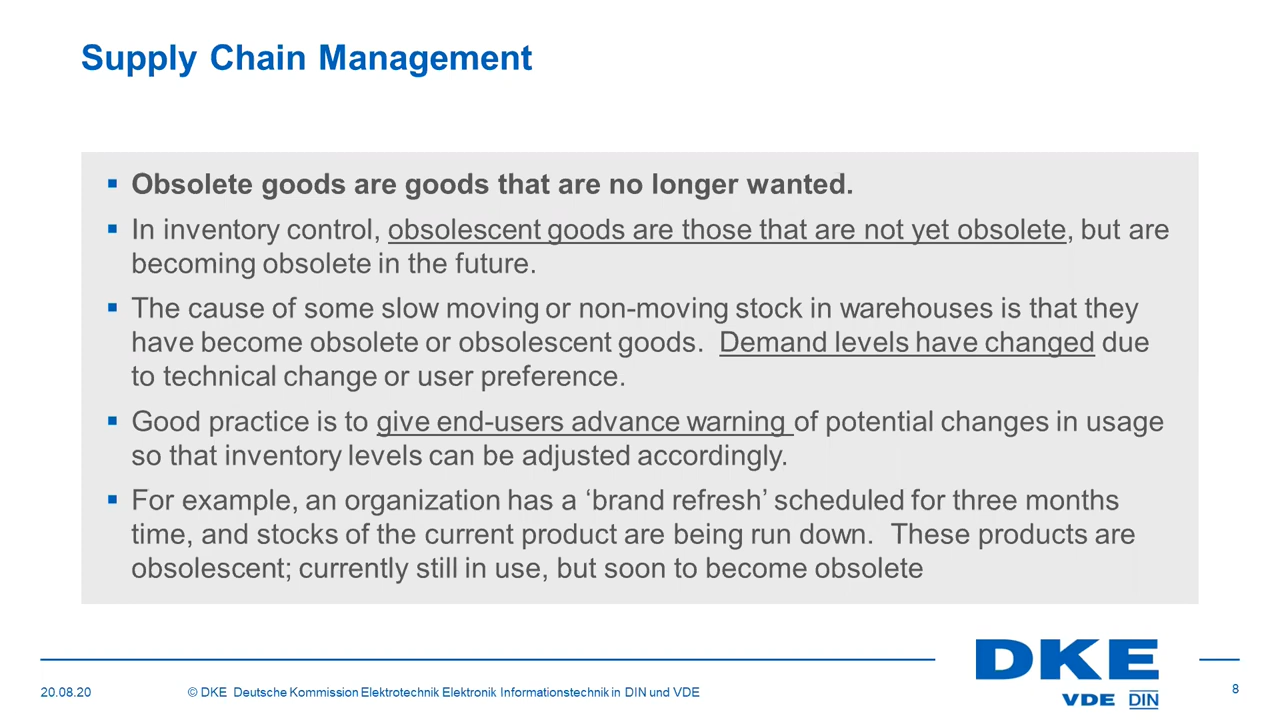 Supply Chain Management
▪ Obsolete goods are goods that are no longer wanted.
▪ In inventory control, obsolescent goods are those that are not yet obsolete, but are
becoming obsolete in the future.
▪ The cause of some slow moving or non-moving stock in warehouses is that they
have become obsolete or obsolescent goods.  Demand levels have changed due
to technical change or user preference.
▪ Good practice is to give end-users advance warning of potential changes in usage
so that inventory levels can be adjusted accordingly.
▪ For example, an organization has a ‘brand refresh’ scheduled for three months
time, and stocks of the current product are being run down.  These products are
obsolescent; currently still in use, but soon to become obsolete
DKE
VDE DIN
20.08.20
© DKE Deutsche Kommission Elektrotechnik Elektronik Informationstechnik in DIN und VDE
8